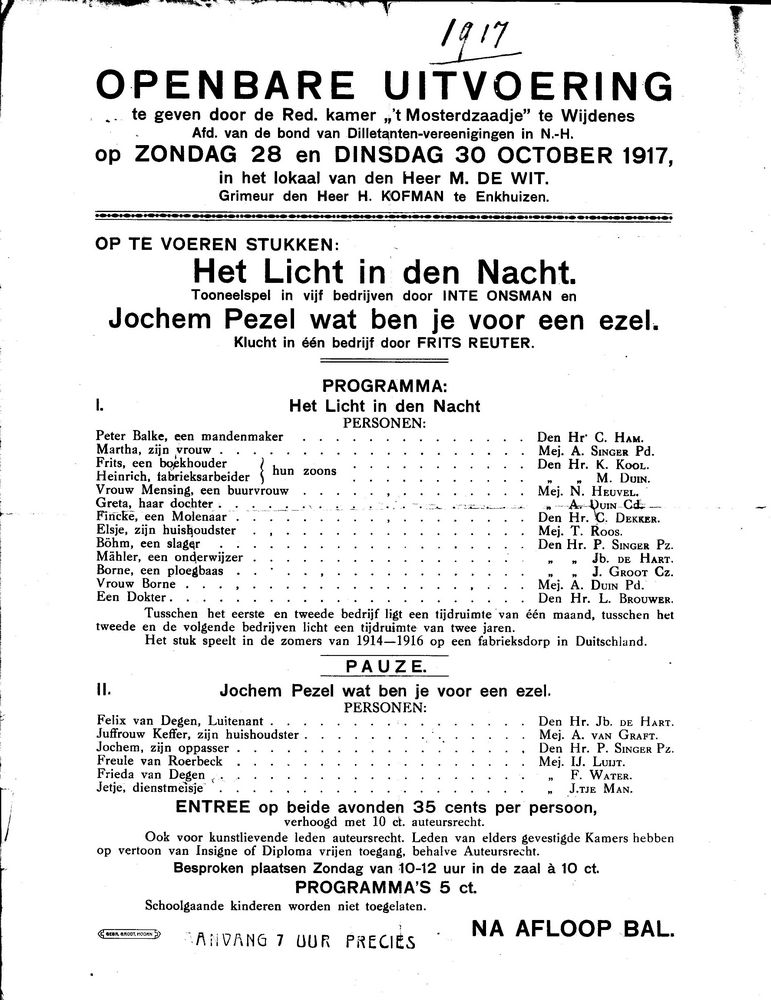 1917
OPENBARE UITVOERING
te geven door de Red. kamer „'t Mosterdzaadje” te Wijdenes
Afd. van de bond van Dilletanten-vereenigingen in N.-H.
op ZONDAG 28 en DINSDAG 30 OCTOBER 1917,
in het lokaal van den Heer M. DE WIT.
Grimeur den Heer H. KOFMAN te Enkhuizen.
OP TE VOEREN STUKKEN:
Het Licht in den Nacht.
Tooneelspel in vijf bedrijven door INTE ONSMAN en
Jochem Pezel wat ben je voor een ezel.
Klucht in één bedrijf door FRITS REUTER.
PROGRAMMA:
I. Het Licht in den Nacht
PERSONEN:
Peter Balke, een mandenmaker . . . . . . . . . . Den Hr. C. HAM.
Martha, zijn vrouw . . . . . . . . . . . . . Mej. A. SINGER Pd.
Frits, een boekhouder } hun zoons . . . . . . . . Den Hr. K. KOOL.
Heinrich, fabrieksarbeider } . . . . . . . . „ „ M. DUIN.
Vrouw Mensing, een buurvrouw . . . . . . . . . . Mej. N. HEUVEL.
Greta, haar dochter . . . . . . . . . . . . . „ A. DUIN Cd.
Fincke, een Molenaar . . . . . . . . . . . . Den Hr. C. DEKKER.
Elsje, zijn huishoudster . . . . . . . . . . . . Mej. T. ROOS.
Böhm, een slager . . . . . . . . . . . . . Den Hr. P. SINGER Pz.
Mähler, een onderwijzer . . . . . . . . . . . . „ „ Jb. DE HART.
Borne, een ploegbaas . . . . . . . . . . . . „ „ J. GROOT Cz.
Vrouw Borne . . . . . . . . . . . . . . Mej. A. DUIN Pd.
Een Dokter . . . . . . . . . . . . . . . Den Hr. L. BROUWER.
Tusschen het eerste en tweede bedrijf ligt een tijdruimte van één maand, tusschen het
tweede en de volgende bedrijven licht een tijdruimte van twee jaren.
Het stuk speelt in de zomers van 1914—1916 op een fabrieksdorp in Duitschland.
PAUZE.
II. Jochem Pezel wat ben je voor een ezel.
PERSONEN:
Felix van Degen, Luitenant . . . . . . . . . . . Den Hr. Jb. DE HART.
Juffrouw Keffer, zijn huishoudster . . . . . . . . . . Mej. A. VAN GRAFT.
Jochem, zijn oppasser . . . . . . . . . . . . Den Hr. P. SINGER Pz.
Freule van Roerbeck . . . . . . . . . . . . Mej. IJ. LUIJT.
Frieda van Degen . . . . . . . . . . . . . „ F. WATER.
Jetje, dienstmeisje . . . . . . . . . . . . . „ J.TJE MAN.
ENTREE op beide avonden 35 cents per persoon,
verhoogd met 10 ct. auteursrecht.
Ook voor kunstlievende leden auteursrecht. Leden van elders gevestigde Kamers hebben
op vertoon van Insigne of Diploma vrijen toegang, behalve Auteursrecht.
Besproken plaatsen Zondag van 10-12 uur in de zaal à 10 ct.
PROGRAMMA'S 5 ct.
Schoolgaande kinderen worden niet toegelaten.
GEBR. GROOT, HOORN
AANVANG 7 UUR PRECIES
NA AFLOOP BAL.